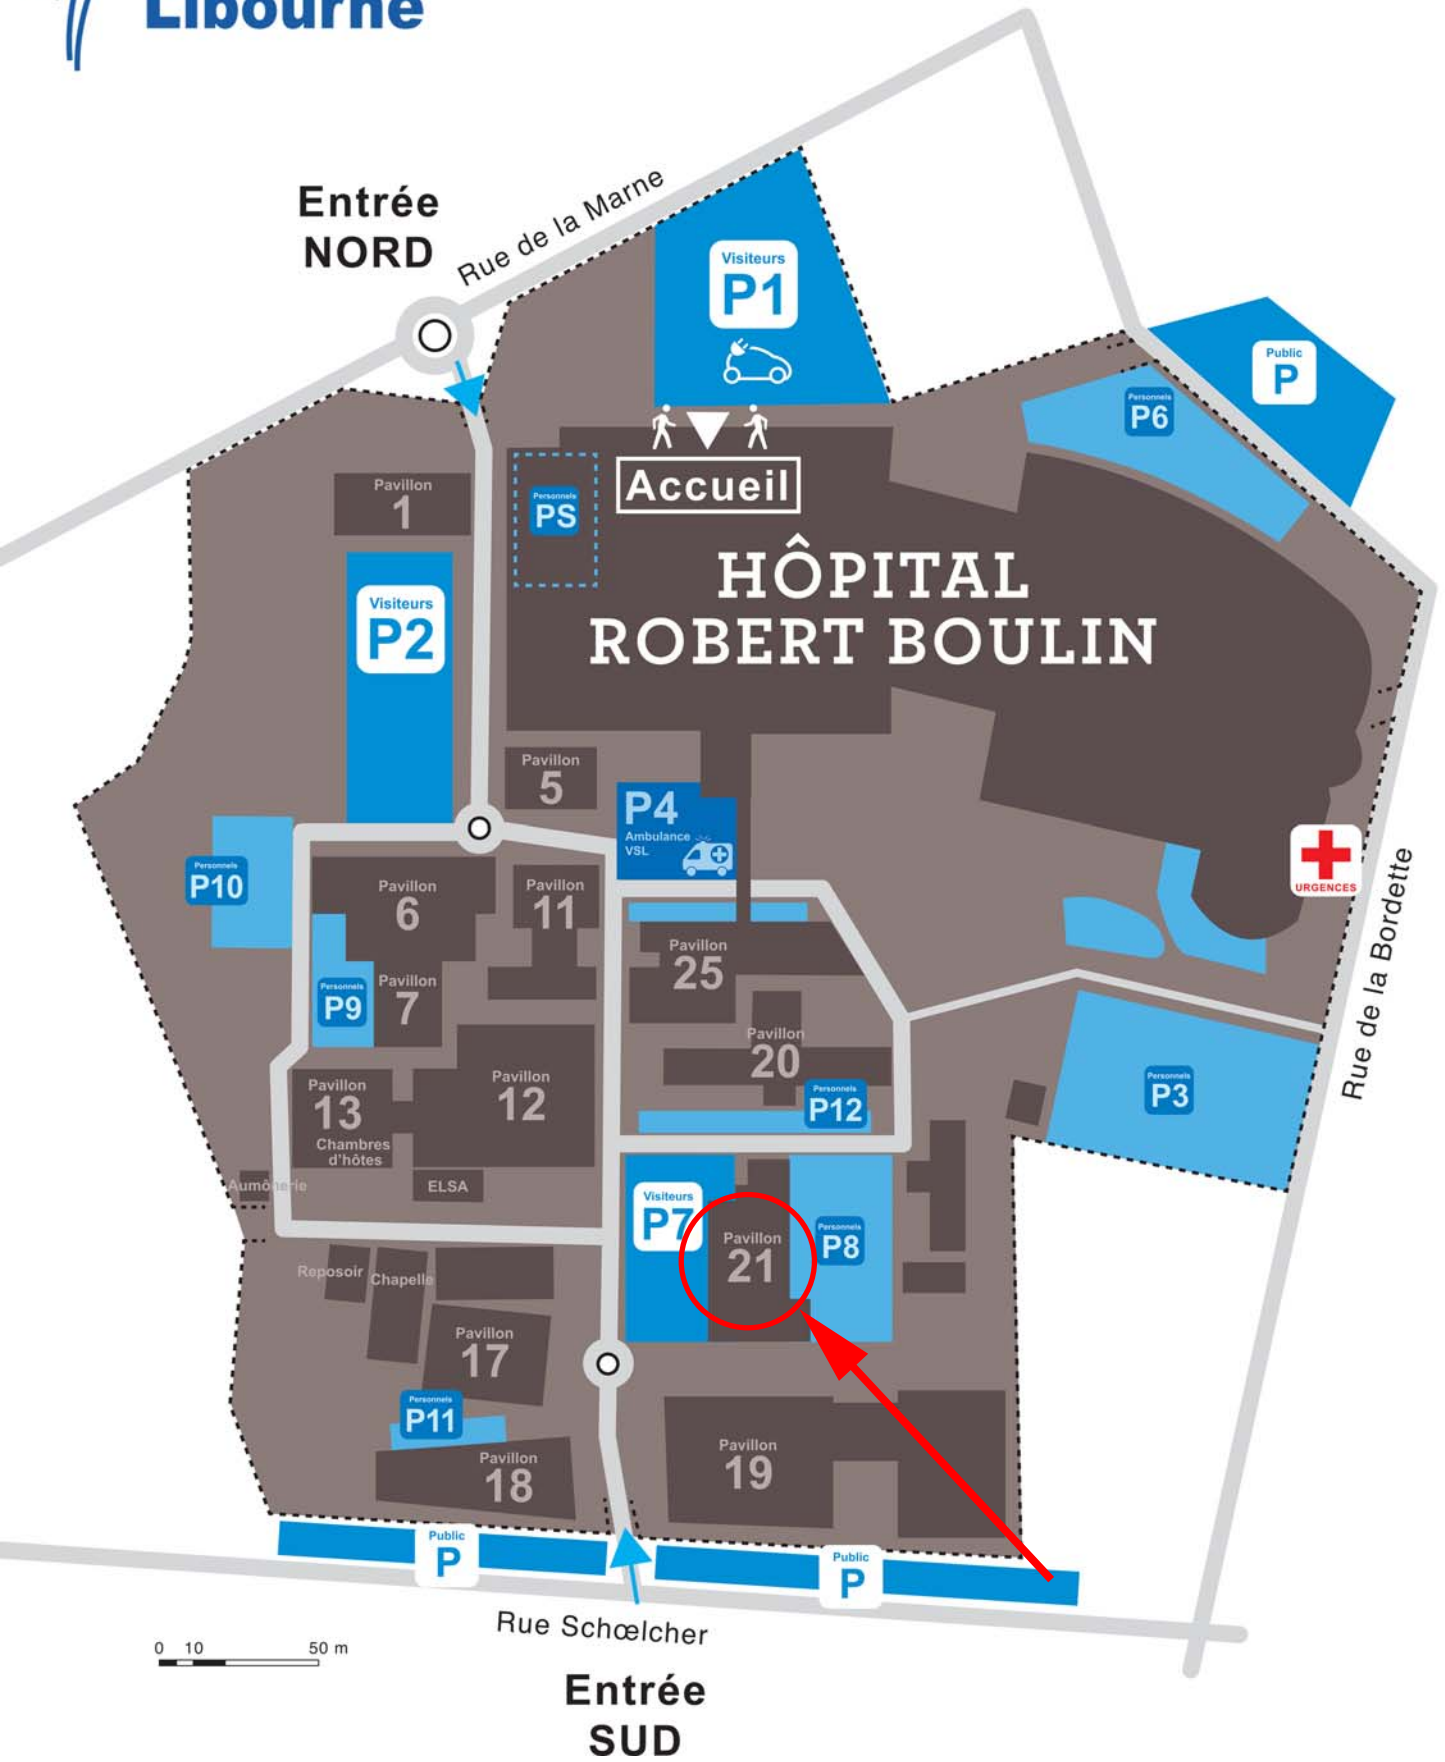 Libourne
Entrée
NORD
Rue de la Marne
Visiteurs
P1
Public
P
Personnels
P6
Pavillon
1
Personnels
PS
Accueil
HÔPITAL
ROBERT BOULIN
Visiteurs
P2
Pavillon
5
P4
Ambulance
VSL
URGENCES
Rue de la Bordette
Personnels
P10
Pavillon
6
Pavillon
11
Pavillon
25
Personnels
P9
Pavillon
7
Pavillon
20
Personnels
P12
Personnels
P3
Pavillon
13
Chambres
d'hôtes
Pavillon
12
Aumônerie
ELSA
Visiteurs
P7
Pavillon
21
Personnels
P8
Reposoir
Chapelle
Pavillon
17
Personnels
P11
Pavillon
18
Pavillon
19
Public
P
Public
P
Rue Schœlcher
0 10 50 m
Entrée
SUD